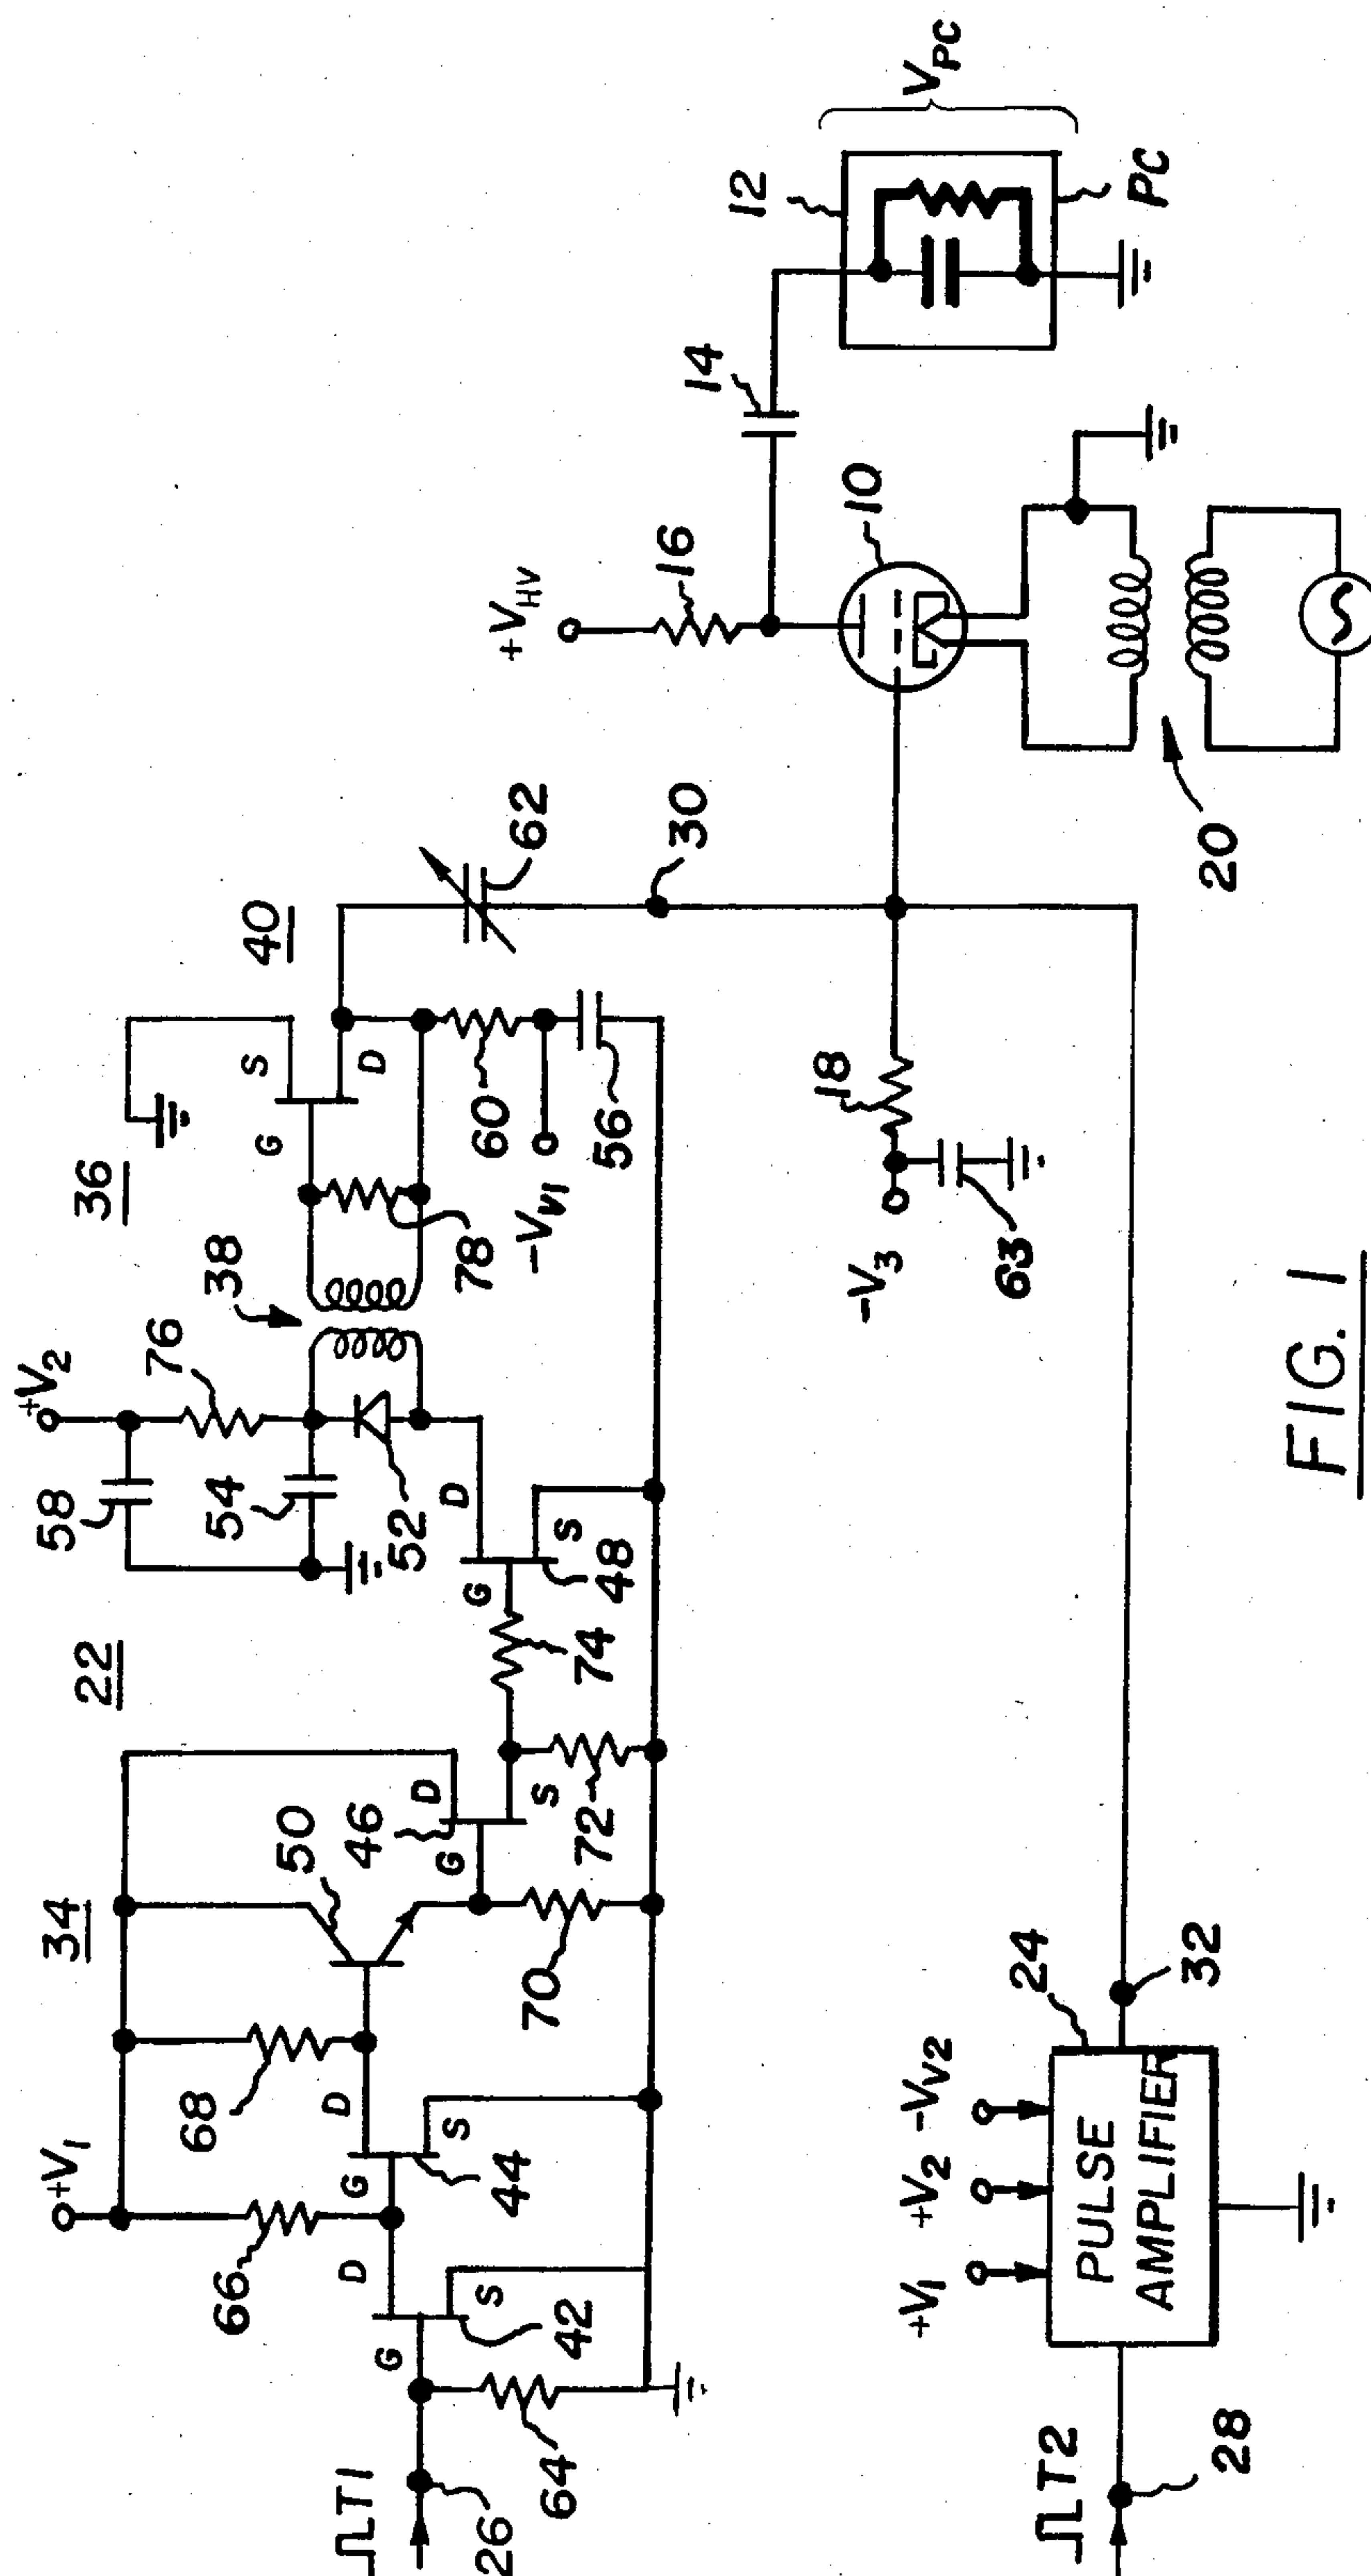 22
34
36
40
+V1
+V2
66
68
50
46
58
54
76
38
52
D
G
S
D
G
S
D
G
S
D
G
S
G
S
D
T1
26
64
42
44
70
72
74
48
78
60
-VV1
56
62
30
+VHV
16
14
12
VPC
PC
10
20
18
-V3
63
T2
28
+V1
+V2
-VV2
PULSE
AMPLIFIER
24
32
FIG. 1